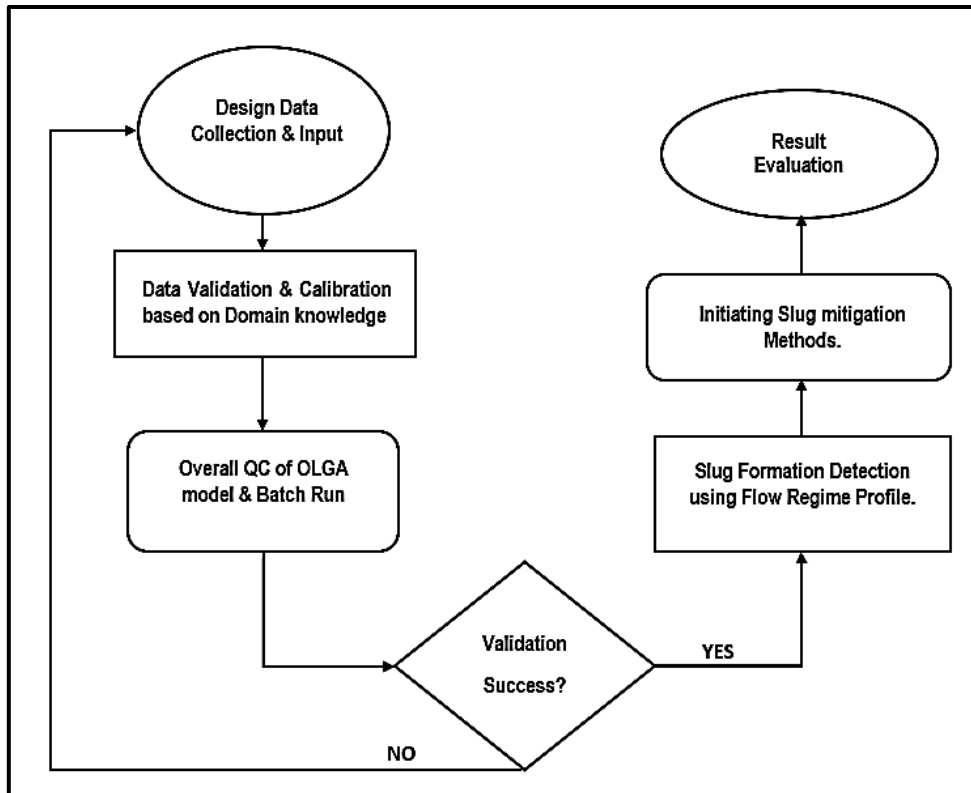 Design Data
Collection & Input
Data Validation & Calibration
based on Domain knowledge
Overall QC of OLGA
model & Batch Run
Validation
Success?
NO
YES
Slug Formation Detection
using Flow Regime Profile.
Initiating Slug mitigation
Methods.
Result
Evaluation